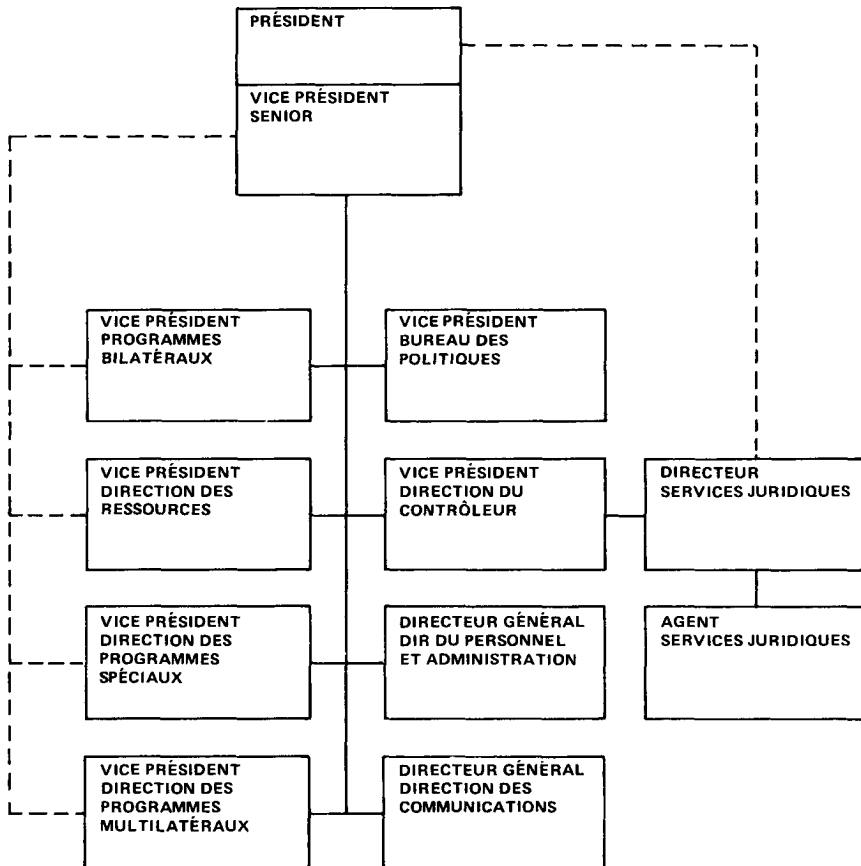 PRÉSIDENT
VICE PRÉSIDENT
SENIOR
VICE PRÉSIDENT
PROGRAMMES
BILATÉRAUX
VICE PRÉSIDENT
BUREAU DES
POLITIQUES
VICE PRÉSIDENT
DIRECTION DES
RESSOURCES
VICE PRÉSIDENT
DIRECTION DU
CONTRÔLEUR
DIRECTEUR
SERVICES JURIDIQUES
VICE PRÉSIDENT
DIRECTION DES
PROGRAMMES
SPÉCIAUX
DIRECTEUR GÉNÉRAL
DIR DU PERSONNEL
ET ADMINISTRATION
AGENT
SERVICES JURIDIQUES
VICE PRÉSIDENT
DIRECTION DES
PROGRAMMES
MULTILATÉRAUX
DIRECTEUR GÉNÉRAL
DIRECTION DES
COMMUNICATIONS